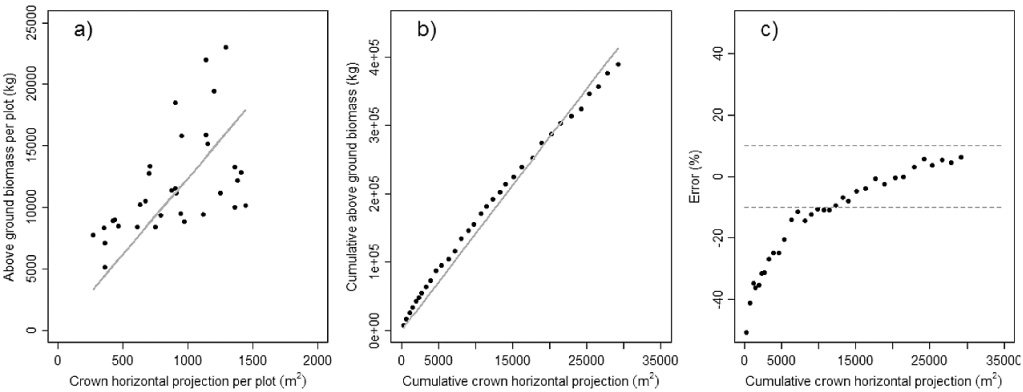 a)
Above ground biomass per plot (kg)
25000
20000
15000
10000
5000
0
0 500 1000 1500 2000
Crown horizontal projection per plot (m²)
b)
Cumulative above ground biomass (kg)
4e+05
3e+05
2e+05
1e+05
0e+00
0 5000 15000 25000 35000
Cumulative crown horizontal projection (m²)
c)
Error (%)
40
20
0
-20
-40
0 5000 15000 25000 35000
Cumulative crown horizontal projection (m²)